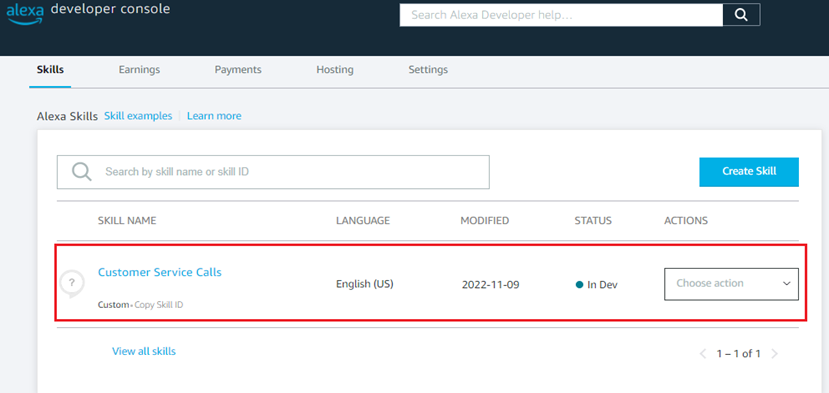 alexa developer console
Search Alexa Developer help...
Skills Earnings Payments Hosting Settings
Alexa Skills Skill examples Learn more
Search by skill name or skill ID
Create Skill
SKILL NAME LANGUAGE MODIFIED STATUS ACTIONS
?
Customer Service Calls
English (US) 2022-11-09 In Dev Choose action
Custom • Copy Skill ID
View all skills
1 – 1 of 1